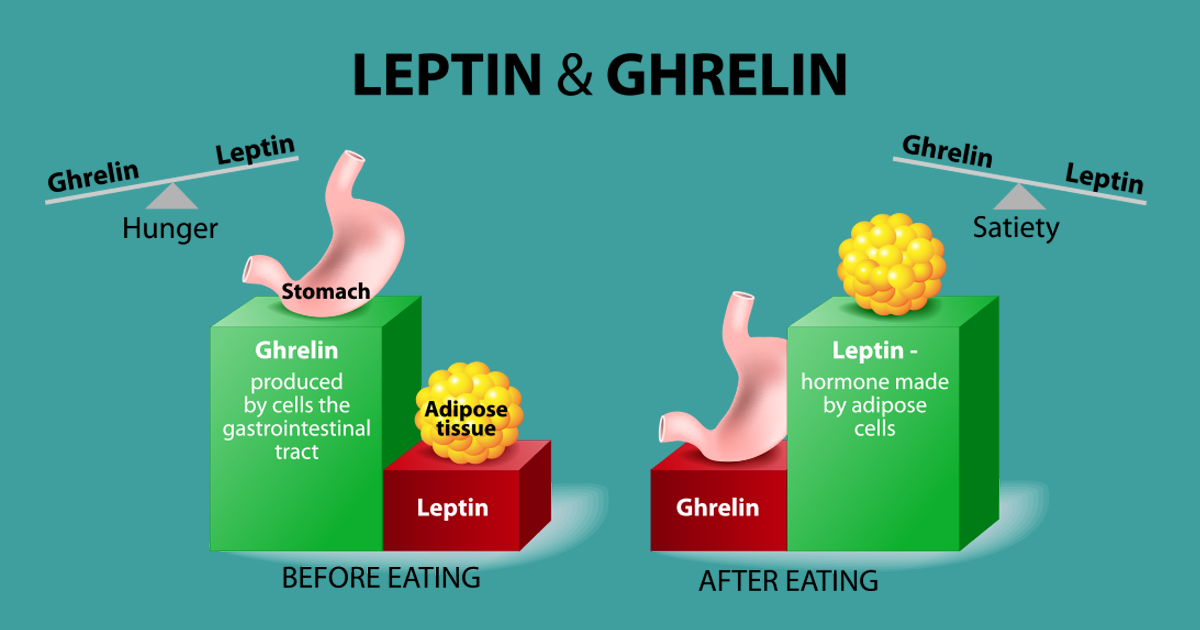 LEPTIN & GHRELIN
Ghrelin
Leptin
Hunger
Stomach
Ghrelin
produced
by cells the
gastrointestinal
tract
Adipose
tissue
Leptin
BEFORE EATING
Ghrelin
Leptin
Satiety
Leptin -
hormone made
by adipose
cells
Ghrelin
AFTER EATING